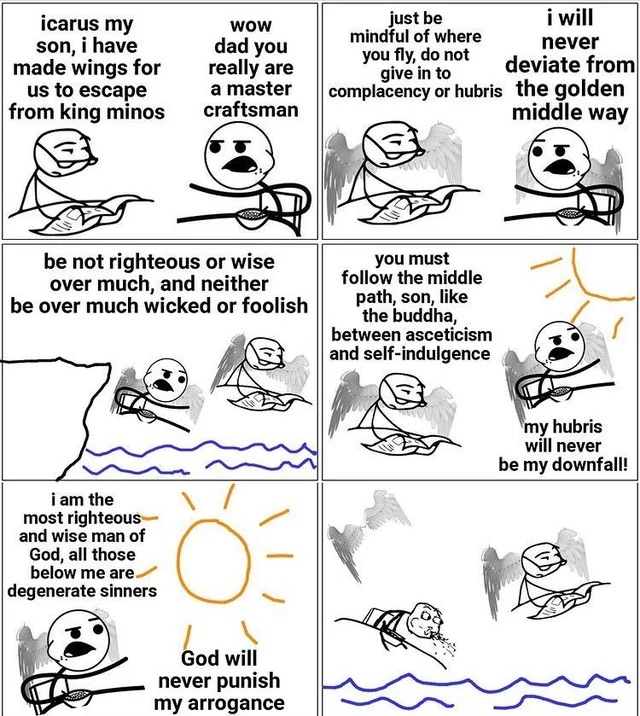 icarus my
son, i have
made wings for
us to escape
from king minos
wow
dad you
really are
a master
craftsman
just be
mindful of where
you fly, do not
give in to
complacency or hubris
i will
never
deviate from
the golden
middle way
be not righteous or wise
over much, and neither
be over much wicked or foolish
you must
follow the middle
path, son, like
the buddha,
between asceticism
and self-indulgence
my hubris
will never
be my downfall!
i am the
most righteous
and wise man of
God, all those
below me are
degenerate sinners
God will
never punish
my arrogance